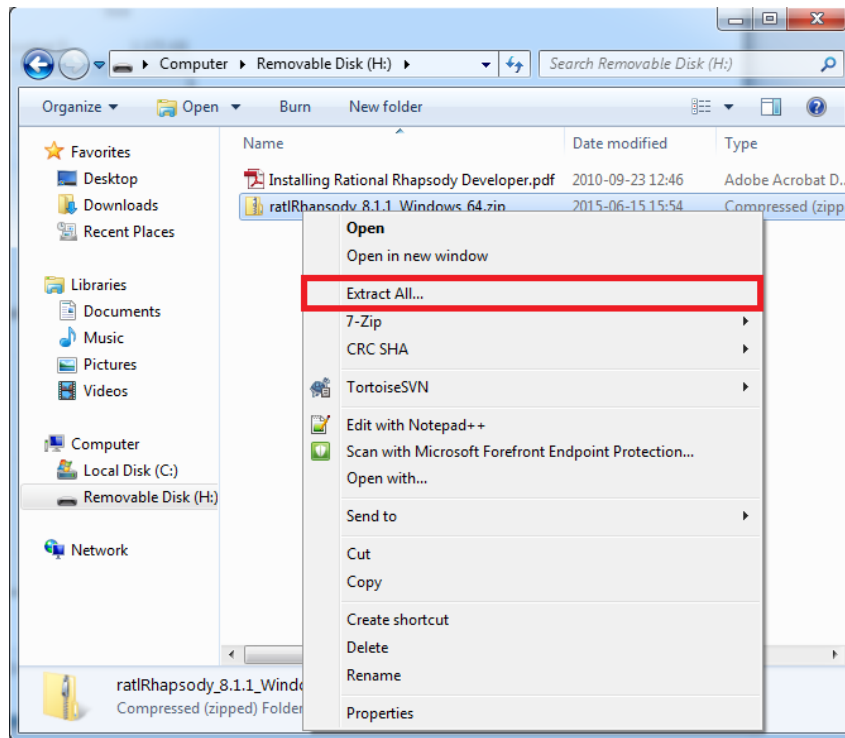 Computer Removable Disk (H:)
Search Removable Disk (H:)
Organize Open Burn New folder
Name Date modified Type
Favorites
Desktop
Downloads
Recent Places
Libraries
Documents
Music
Pictures
Videos
Computer
Local Disk (C:)
Removable Disk (H:)
Network
Installing Rational Rhapsody Developer.pdf 2010-09-23 12:46 Adobe Acrobat D..
ratlRhapsody_8.1.1_Windows_64.zip 2015-06-15 15:54 Compressed (zipp
Open
Open in new window
Extract All...
7-Zip
CRC SHA
TortoiseSVN
Edit with Notepad++
Scan with Microsoft Forefront Endpoint Protection...
Open with...
Send to
Cut
Copy
Create shortcut
Delete
Rename
Properties
ratlRhapsody_8.1.1_Windo
Compressed (zipped) Folder